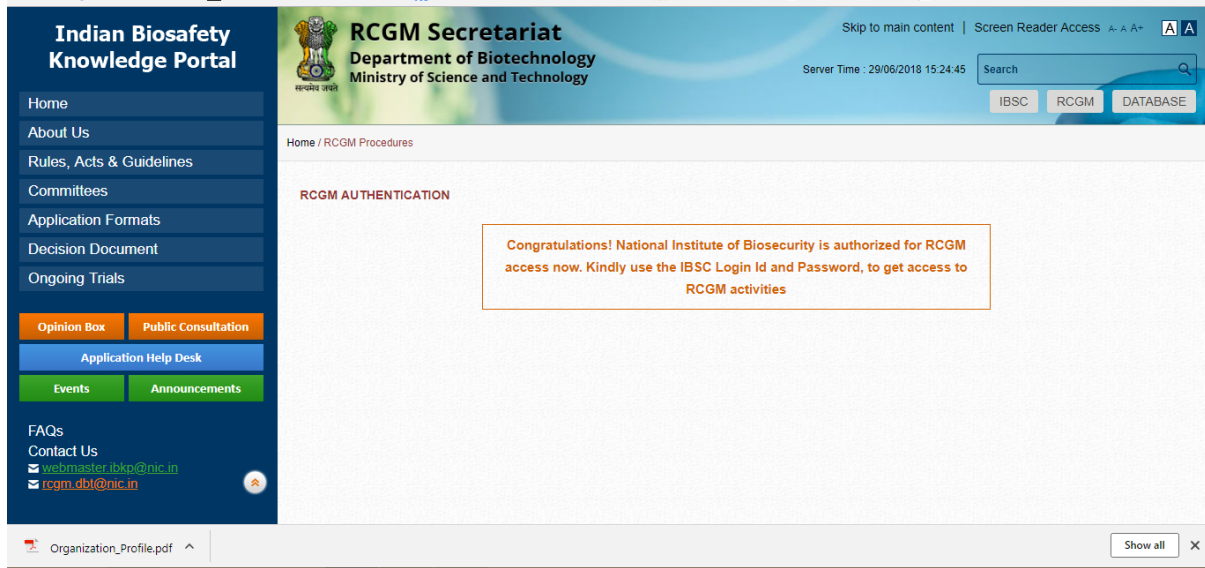 Indian Biosafety
Knowledge Portal
Home
About Us
Rules, Acts & Guidelines
Committees
Application Formats
Decision Document
Ongoing Trials
Opinion Box
Public Consultation
Application Help Desk
Events
Announcements
FAQs
Contact Us
webmaster.ibkp@nic.in
rcgm.dbt@nic.in
सत्यमेव जयते
RCGM Secretariat
Department of Biotechnology
Ministry of Science and Technology
Skip to main content | Screen Reader Access A- A A+ A A
Server Time : 29/06/2018 15:24:45
Search
IBSC RCGM DATABASE
Home / RCGM Procedures
RCGM AUTHENTICATION
Congratulations! National Institute of Biosecurity is authorized for RCGM
access now. Kindly use the IBSC Login Id and Password, to get access to
RCGM activities
Organization_Profile.pdf
Show all